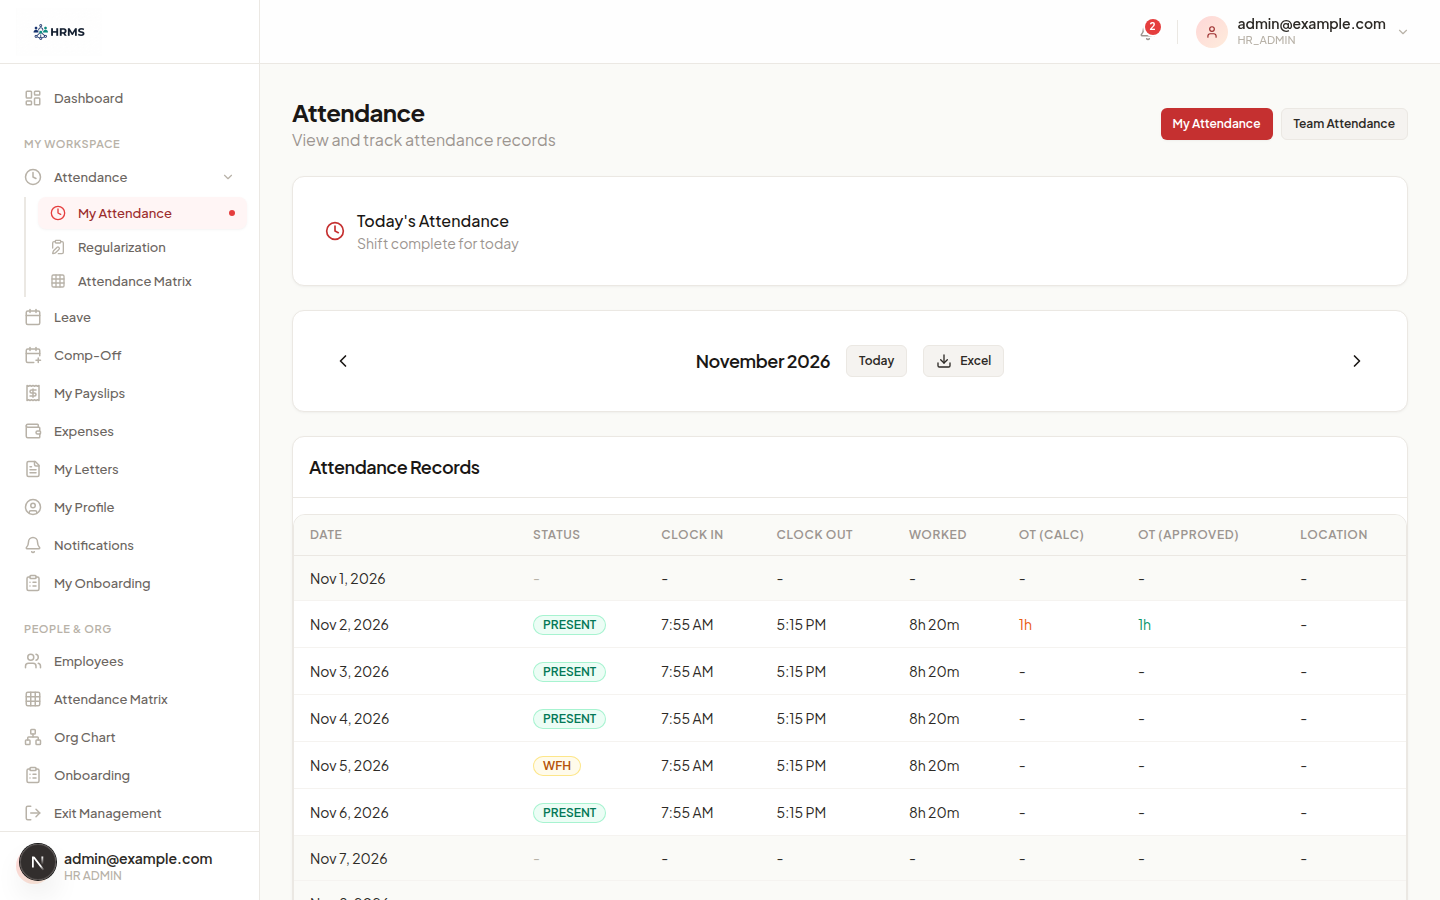 HRMS
2
admin@example.com
HR_ADMIN
Dashboard
MY WORKSPACE
Attendance
My Attendance
Regularization
Attendance Matrix
Leave
Comp-Off
My Payslips
Expenses
My Letters
My Profile
Notifications
My Onboarding
PEOPLE & ORG
Employees
Attendance Matrix
Org Chart
Onboarding
Exit Management
N
admin@example.com
HR ADMIN
Attendance
View and track attendance records
My Attendance
Team Attendance
Today's Attendance
Shift complete for today
November 2026
Today
Excel
Attendance Records
DATE STATUS CLOCK IN CLOCK OUT WORKED OT (CALC) OT (APPROVED) LOCATION
Nov 1, 2026 - - - - - - -
Nov 2, 2026 PRESENT 7:55 AM 5:15 PM 8h 20m 1h 1h -
Nov 3, 2026 PRESENT 7:55 AM 5:15 PM 8h 20m - - -
Nov 4, 2026 PRESENT 7:55 AM 5:15 PM 8h 20m - - -
Nov 5, 2026 WFH 7:55 AM 5:15 PM 8h 20m - - -
Nov 6, 2026 PRESENT 7:55 AM 5:15 PM 8h 20m - - -
Nov 7, 2026 - - - - - - -